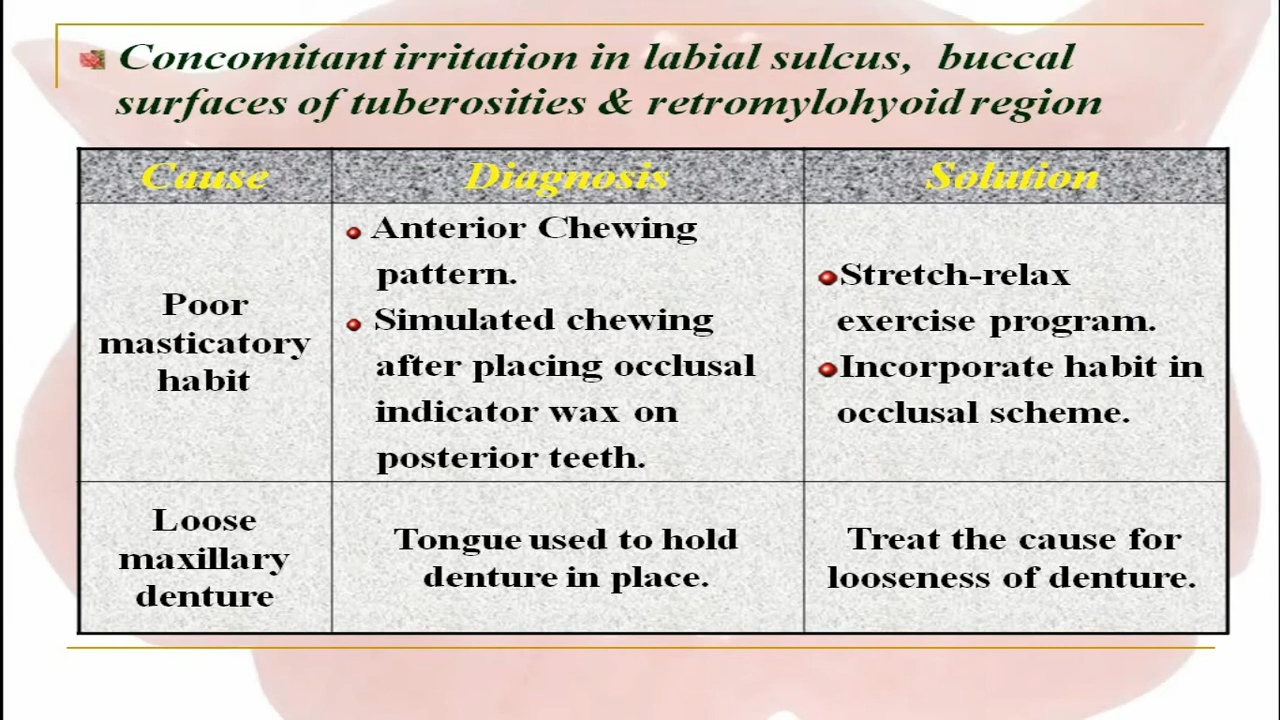 Concomitant irritation in labial sulcus, buccal
surfaces of tuberosities & retromylohyoid region
Cause
Diagnosis
Solution
Poor
masticatory
habit
Anterior Chewing
pattern.
Simulated chewing
after placing occlusal
indicator wax on
posterior teeth.
Stretch-relax
exercise program.
Incorporate habit in
occlusal scheme.
Loose
maxillary
denture
Tongue used to hold
denture in place.
Treat the cause for
looseness of denture.